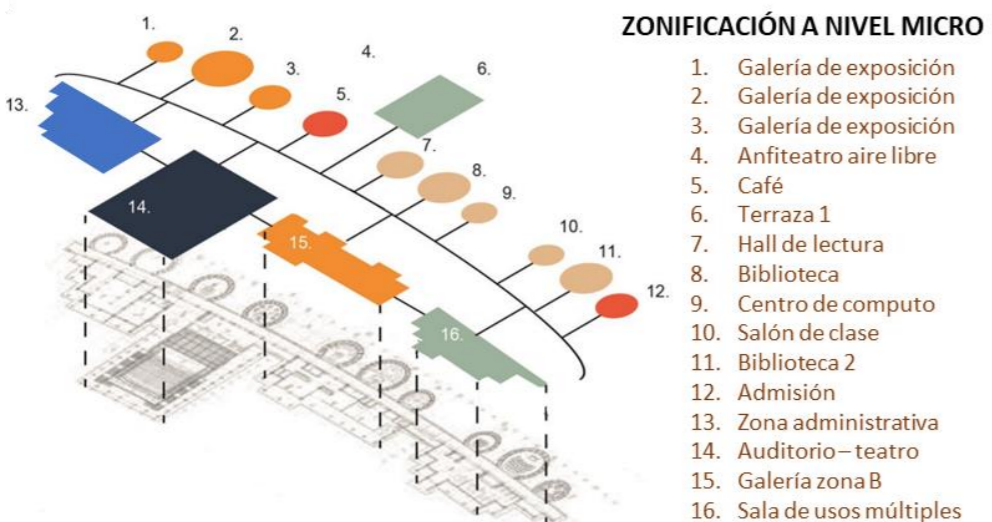 ZONIFICACIÓN A NIVEL MICRO
1. Galería de exposición
2. Galería de exposición
3. Galería de exposición
4. Anfiteatro aire libre
5. Café
6. Terraza 1
7. Hall de lectura
8. Biblioteca
9. Centro de computo
10. Salón de clase
11. Biblioteca 2
12. Admisión
13. Zona administrativa
14. Auditorio – teatro
15. Galería zona B
16. Sala de usos múltiples
1.
2.
3.
4.
5.
6.
7.
8.
9.
10.
11.
12.
13.
14.
15.
16.